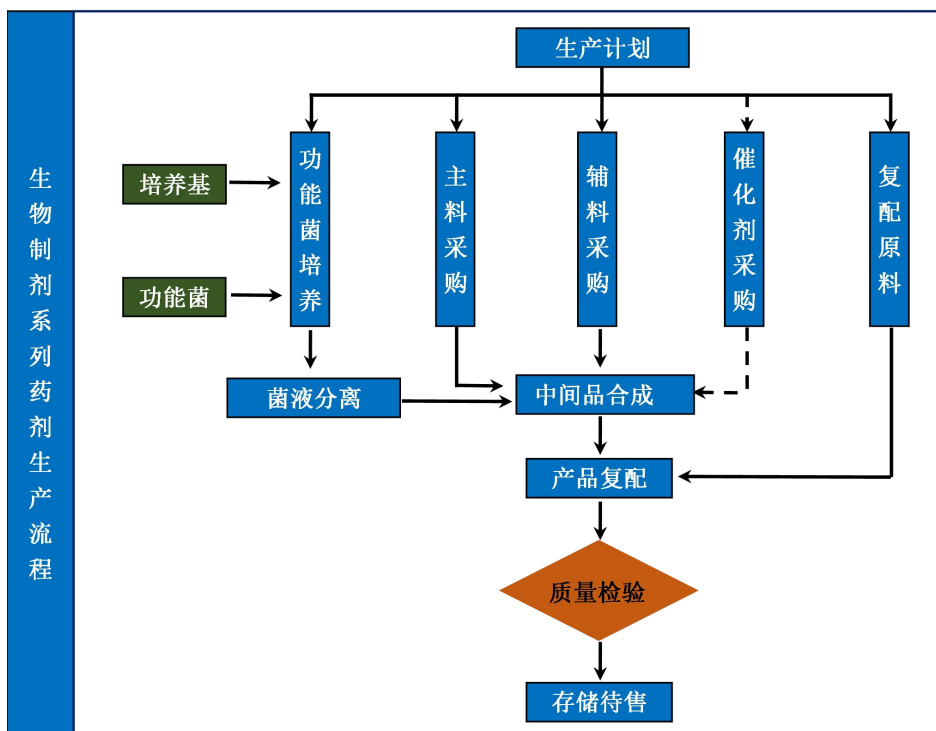 生物制剂系列药剂生产流程
生产计划
功能菌培养
主料采购
辅料采购
催化剂采购
复配原料
培养基
功能菌
菌液分离
中间品合成
产品复配
质量检验
存储待售